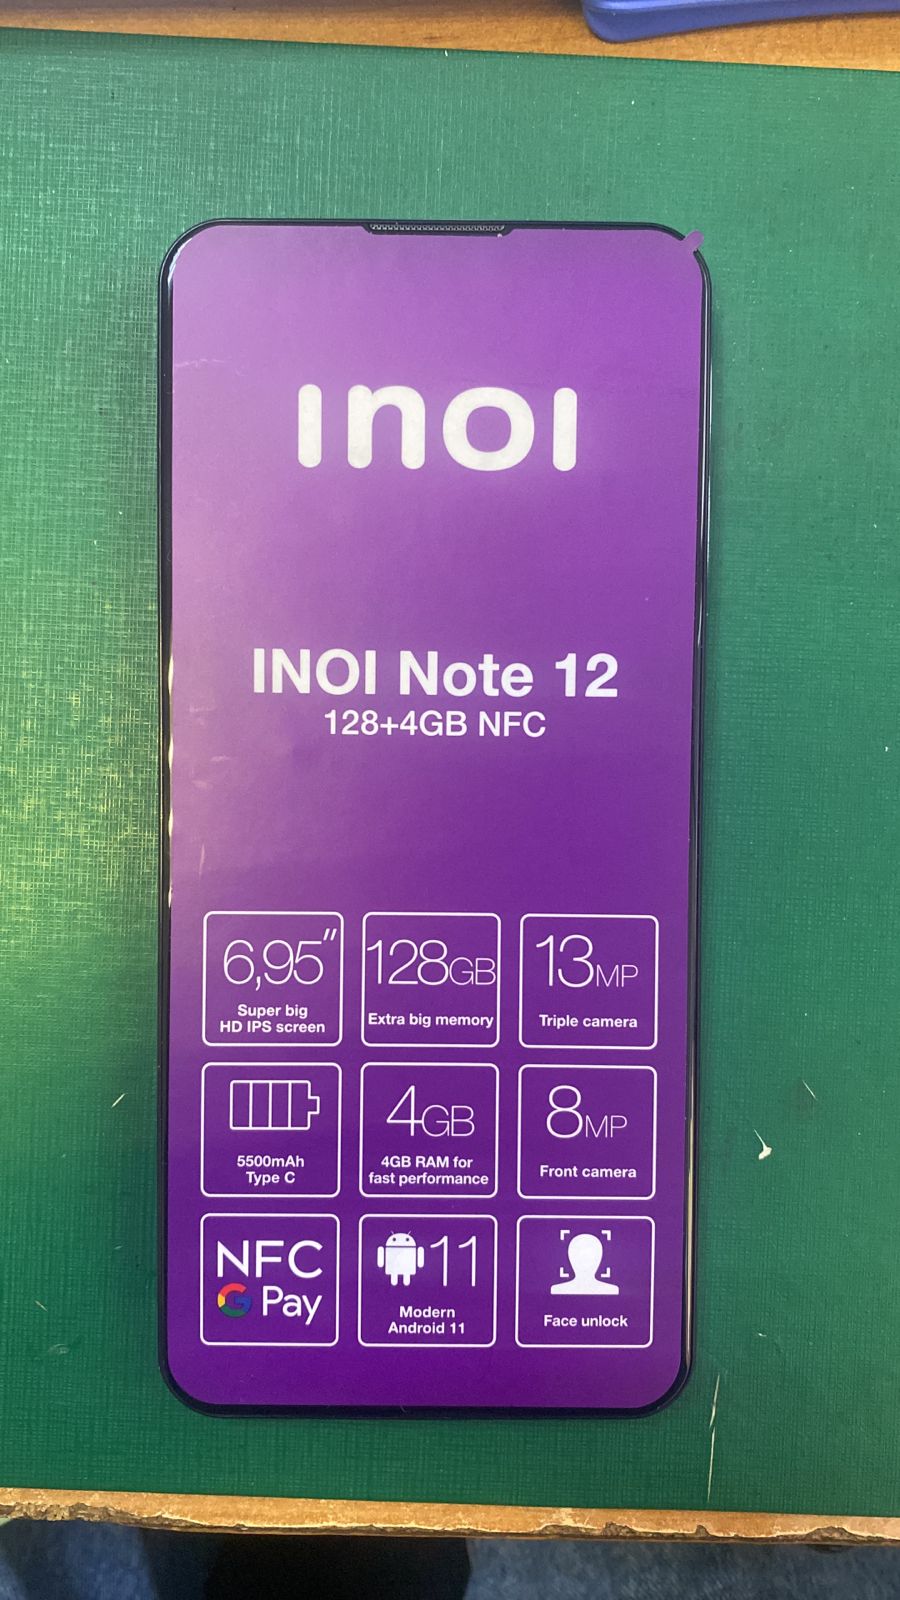 ınoı
INOI Note 12
128+4GB NFC
6,95"
Super big
HD IPS screen
128GB
Extra big memory
13MP
Triple camera
5500mAh
Type C
4GB
4GB RAM for
fast performance
8MP
Front camera
NFC
G Pay
11
Modern
Android 11
Face unlock